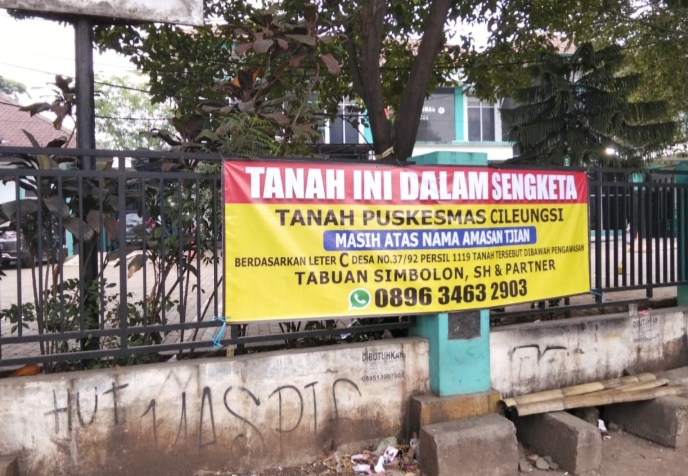 TANAH INI DALAM SENGKETA
TANAH PUSKESMAS CILEUNGSI
MASIH ATAS NAMA AMASAN TJIAN
BERDASARKAN LETER C DESA NO.37/92 PERSIL 1119 TANAH TERSEBUT DIBAWAH PENGAWASAN
TABUAN SIMBOLON, SH & PARTNER
0896 3463 2903
DIBUTUHKAN
HUT